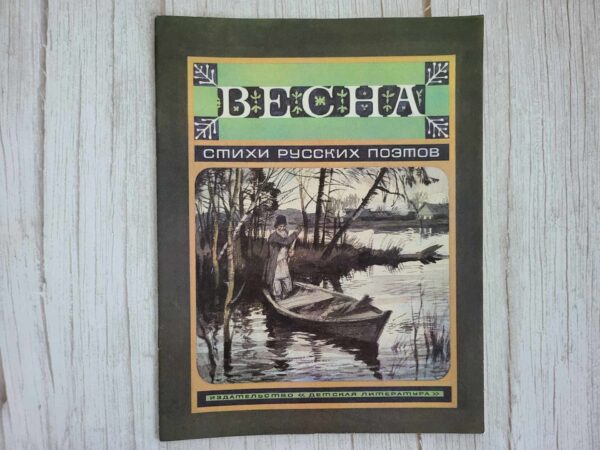 ВЕСНА
СТИХИ РУССКИХ ПОЭТОВ
ИЗДАТЕЛЬСТВО «ДЕТСКАЯ ЛИТЕРАТУРА»